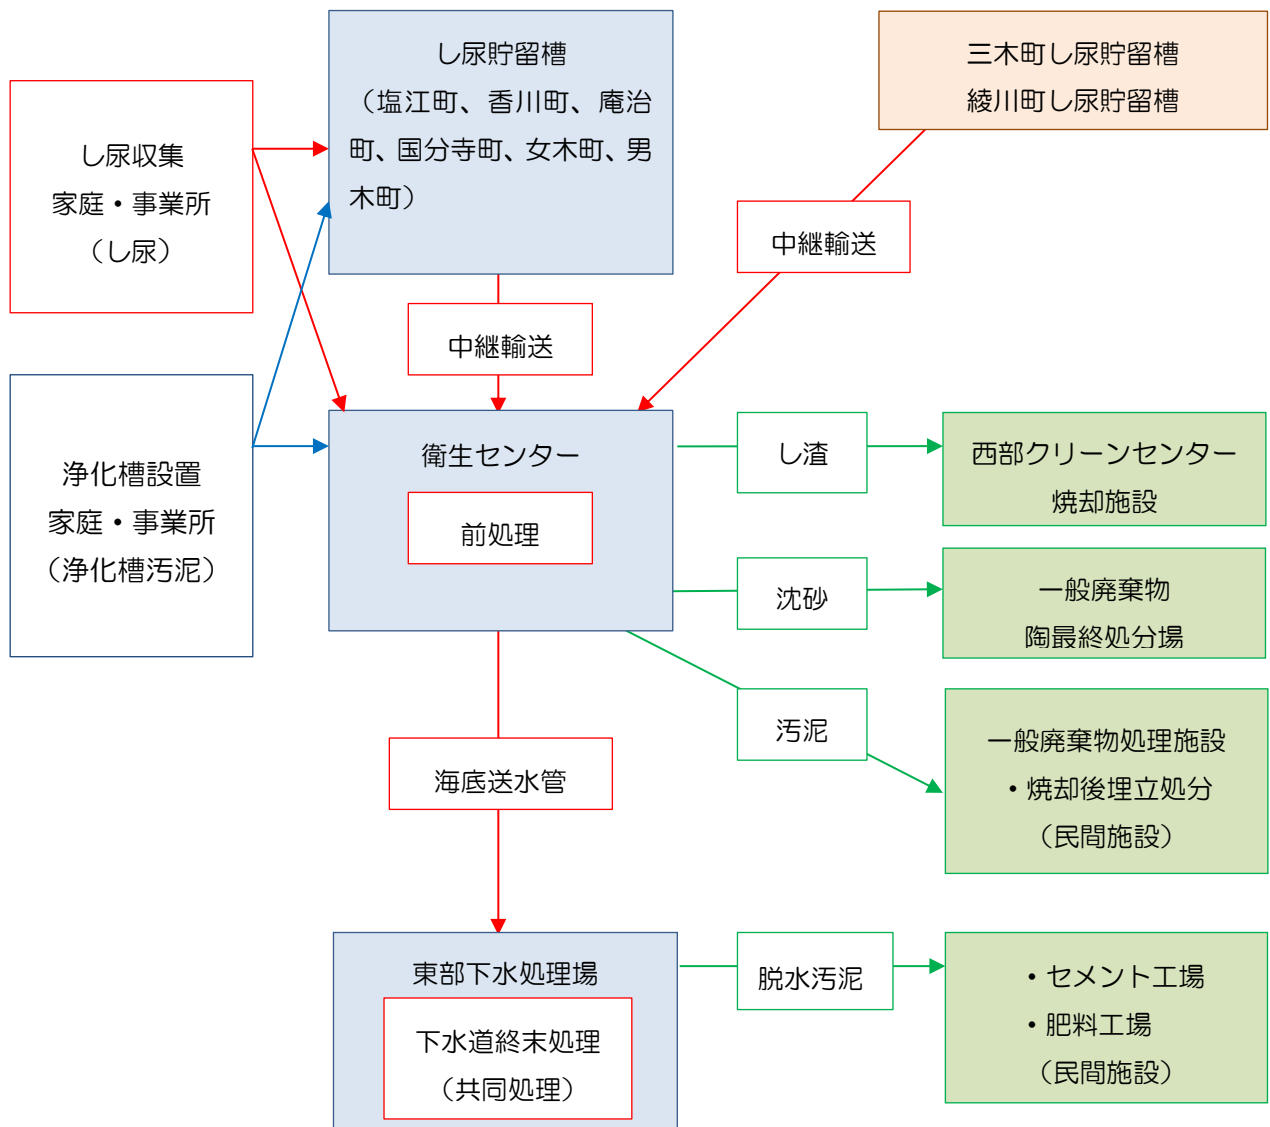 し尿貯留槽
（塩江町、香川町、庵治
町、国分寺町、女木町、男
木町）
三木町し尿貯留槽
綾川町し尿貯留槽
し尿収集
家庭・事業所
（し尿）
中継輸送
中継輸送
浄化槽設置
家庭・事業所
（浄化槽汚泥）
衛生センター
前処理
し渣
西部クリーンセンター
焼却施設
沈砂
一般廃棄物
陶最終処分場
汚泥
一般廃棄物処理施設
・焼却後埋立処分
（民間施設）
海底送水管
東部下水処理場
下水道終末処理
（共同処理）
脱水汚泥
・セメント工場
・肥料工場
（民間施設）